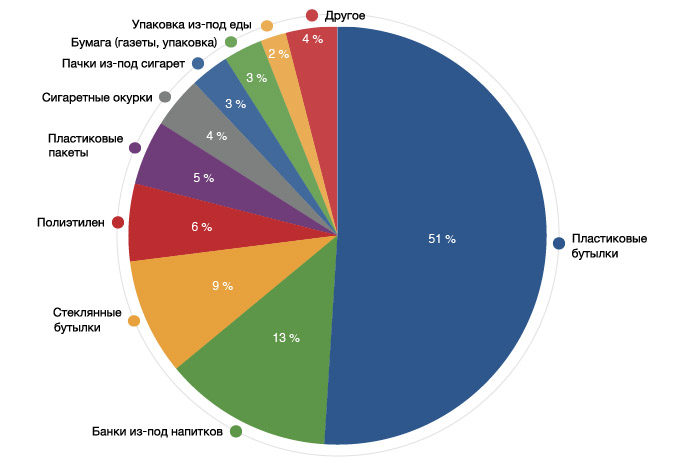 Другое
4 %
Упаковка из-под еды
2 %
Бумага (газеты, упаковка)
3 %
Пачки из-под сигарет
3 %
Сигаретные окурки
4 %
Пластиковые
пакеты
5 %
Полиэтилен
6 %
Стеклянные
бутылки
9 %
Банки из-под напитков
13 %
Пластиковые
бутылки
51 %